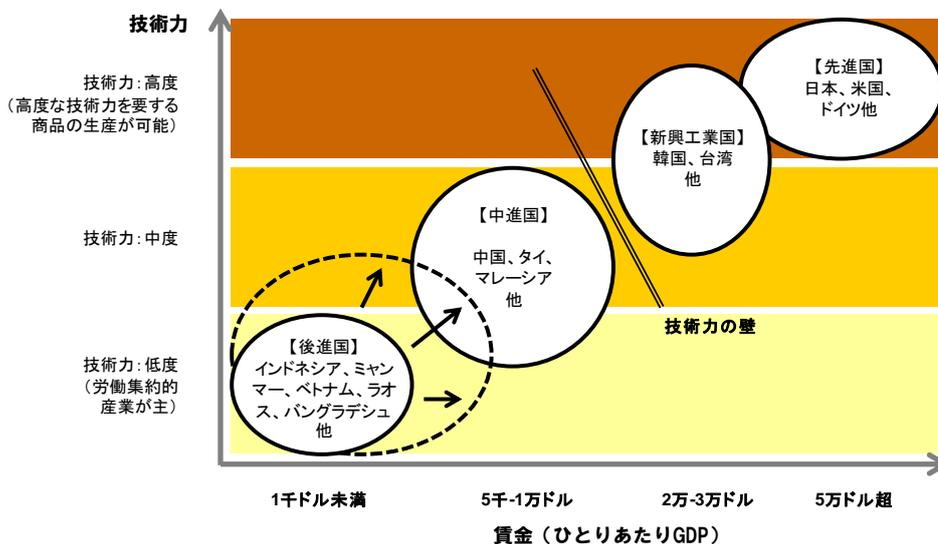 技術力
技術力：高度
（高度な技術力を要する
商品の生産が可能）
【先進国】
日本、米国、
ドイツ他
【新興工業国】
韓国、台湾
他
技術力：中度
【中進国】
中国、タイ、
マレーシア
他
技術力の壁
技術力：低度
（労働集約的
産業が主）
【後進国】
インドネシア、ミャン
マー、ベトナム、ラオ
ス、バングラデシュ
他
1千ドル未満
5千-1万ドル
2万-3万ドル
5万ドル超
賃金（ひとりあたりGDP）